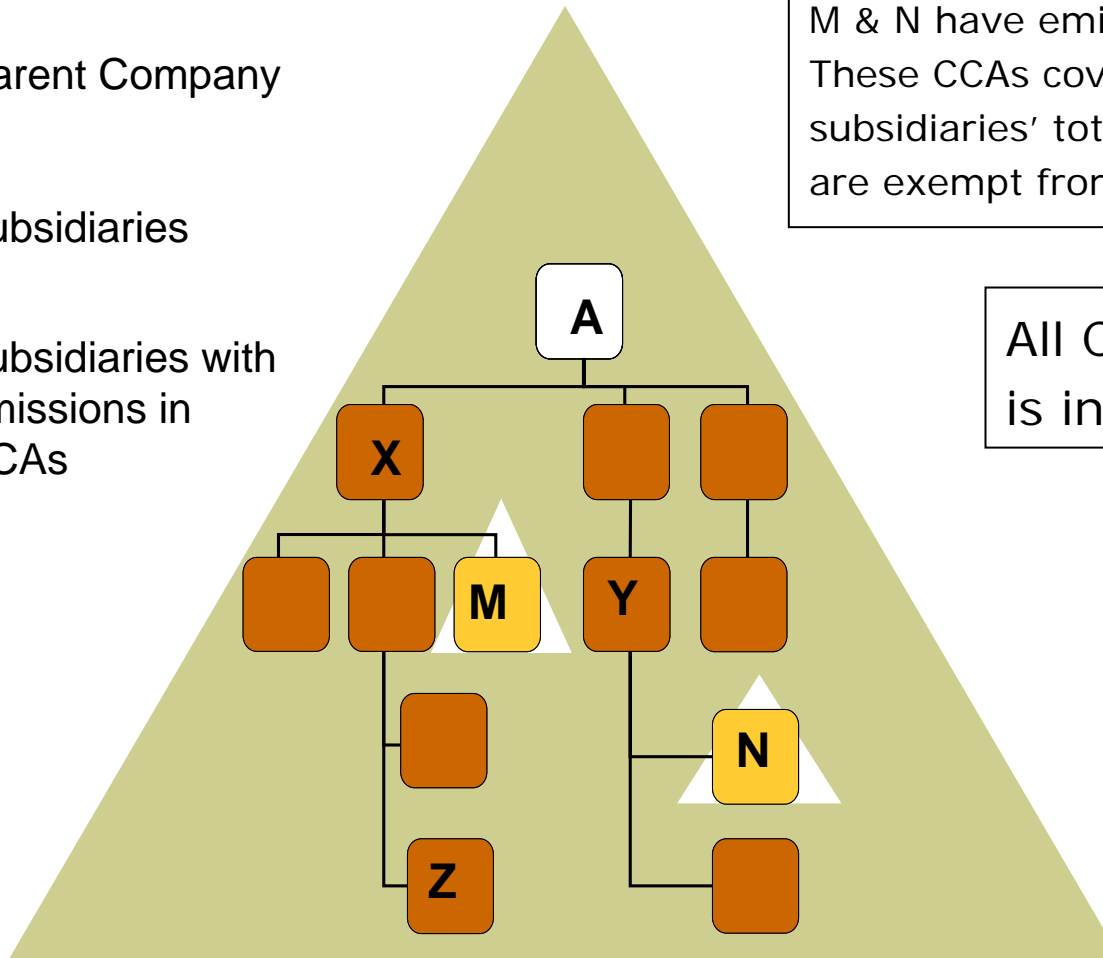 arent Company
ubsidiaries
ubsidiaries with
missions in
CAs
M & N have emi
These CCAs cov
subsidiaries’ tot
are exempt fro
All C
is in
A
X
M
Y
N
Z